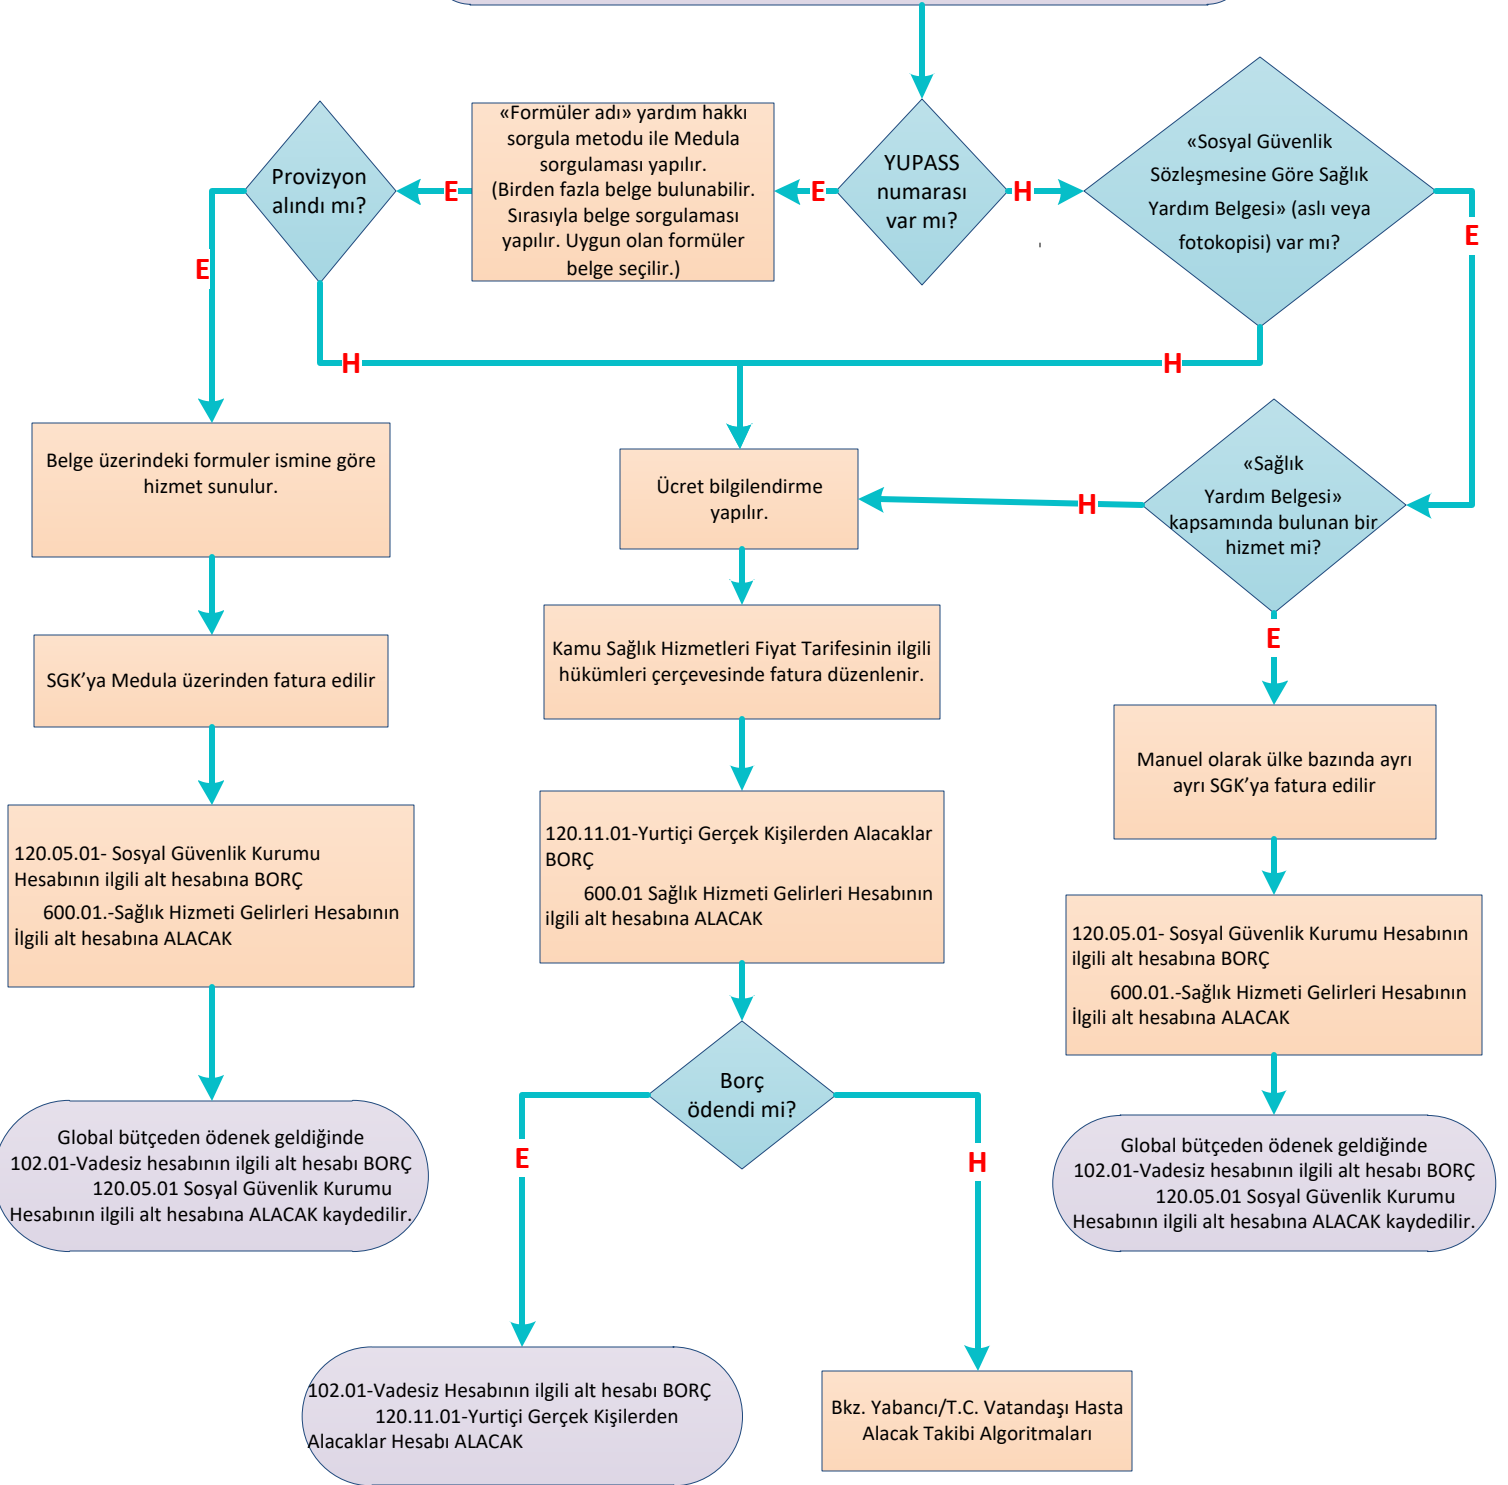 YUPASS
numarası
var mı?
E
H
«Formüler adı» yardım hakkı
sorgula metodu ile Medula
sorgulaması yapılır.
(Birden fazla belge bulunabilir.
Sırasıyla belge sorgulaması
yapılır. Uygun olan formüler
belge seçilir.)
E
Provizyon
alındı mı?
E
H
«Sosyal Güvenlik
Sözleşmesine Göre Sağlık
Yardım Belgesi» (aslı veya
fotokopisi) var mı?
E
H
Belge üzerindeki formuler ismine göre
hizmet sunulur.
Ücret bilgilendirme
yapılır.
H
«Sağlık
Yardım Belgesi»
kapsamında bulunan bir
hizmet mi?
E
SGK’ya Medula üzerinden fatura edilir
Kamu Sağlık Hizmetleri Fiyat Tarifesinin ilgili
hükümleri çerçevesinde fatura düzenlenir.
Manuel olarak ülke bazında ayrı
ayrı SGK’ya fatura edilir
120.05.01- Sosyal Güvenlik Kurumu
Hesabının ilgili alt hesabına BORÇ
600.01.-Sağlık Hizmeti Gelirleri Hesabının
İlgili alt hesabına ALACAK
120.11.01-Yurtiçi Gerçek Kişilerden Alacaklar
BORÇ
600.01 Sağlık Hizmeti Gelirleri Hesabının
ilgili alt hesabına ALACAK
120.05.01- Sosyal Güvenlik Kurumu Hesabının
ilgili alt hesabına BORÇ
600.01.-Sağlık Hizmeti Gelirleri Hesabının
İlgili alt hesabına ALACAK
Borç
ödendi mi?
E
H
Global bütçeden ödenek geldiğinde
102.01-Vadesiz hesabının ilgili alt hesabı BORÇ
120.05.01 Sosyal Güvenlik Kurumu
Hesabının ilgili alt hesabına ALACAK kaydedilir.
Global bütçeden ödenek geldiğinde
102.01-Vadesiz hesabının ilgili alt hesabı BORÇ
120.05.01 Sosyal Güvenlik Kurumu
Hesabının ilgili alt hesabına ALACAK kaydedilir.
102.01-Vadesiz Hesabının ilgili alt hesabı BORÇ
120.11.01-Yurtiçi Gerçek Kişilerden
Alacaklar Hesabı ALACAK
Bkz. Yabancı/T.C. Vatandaşı Hasta
Alacak Takibi Algoritmaları